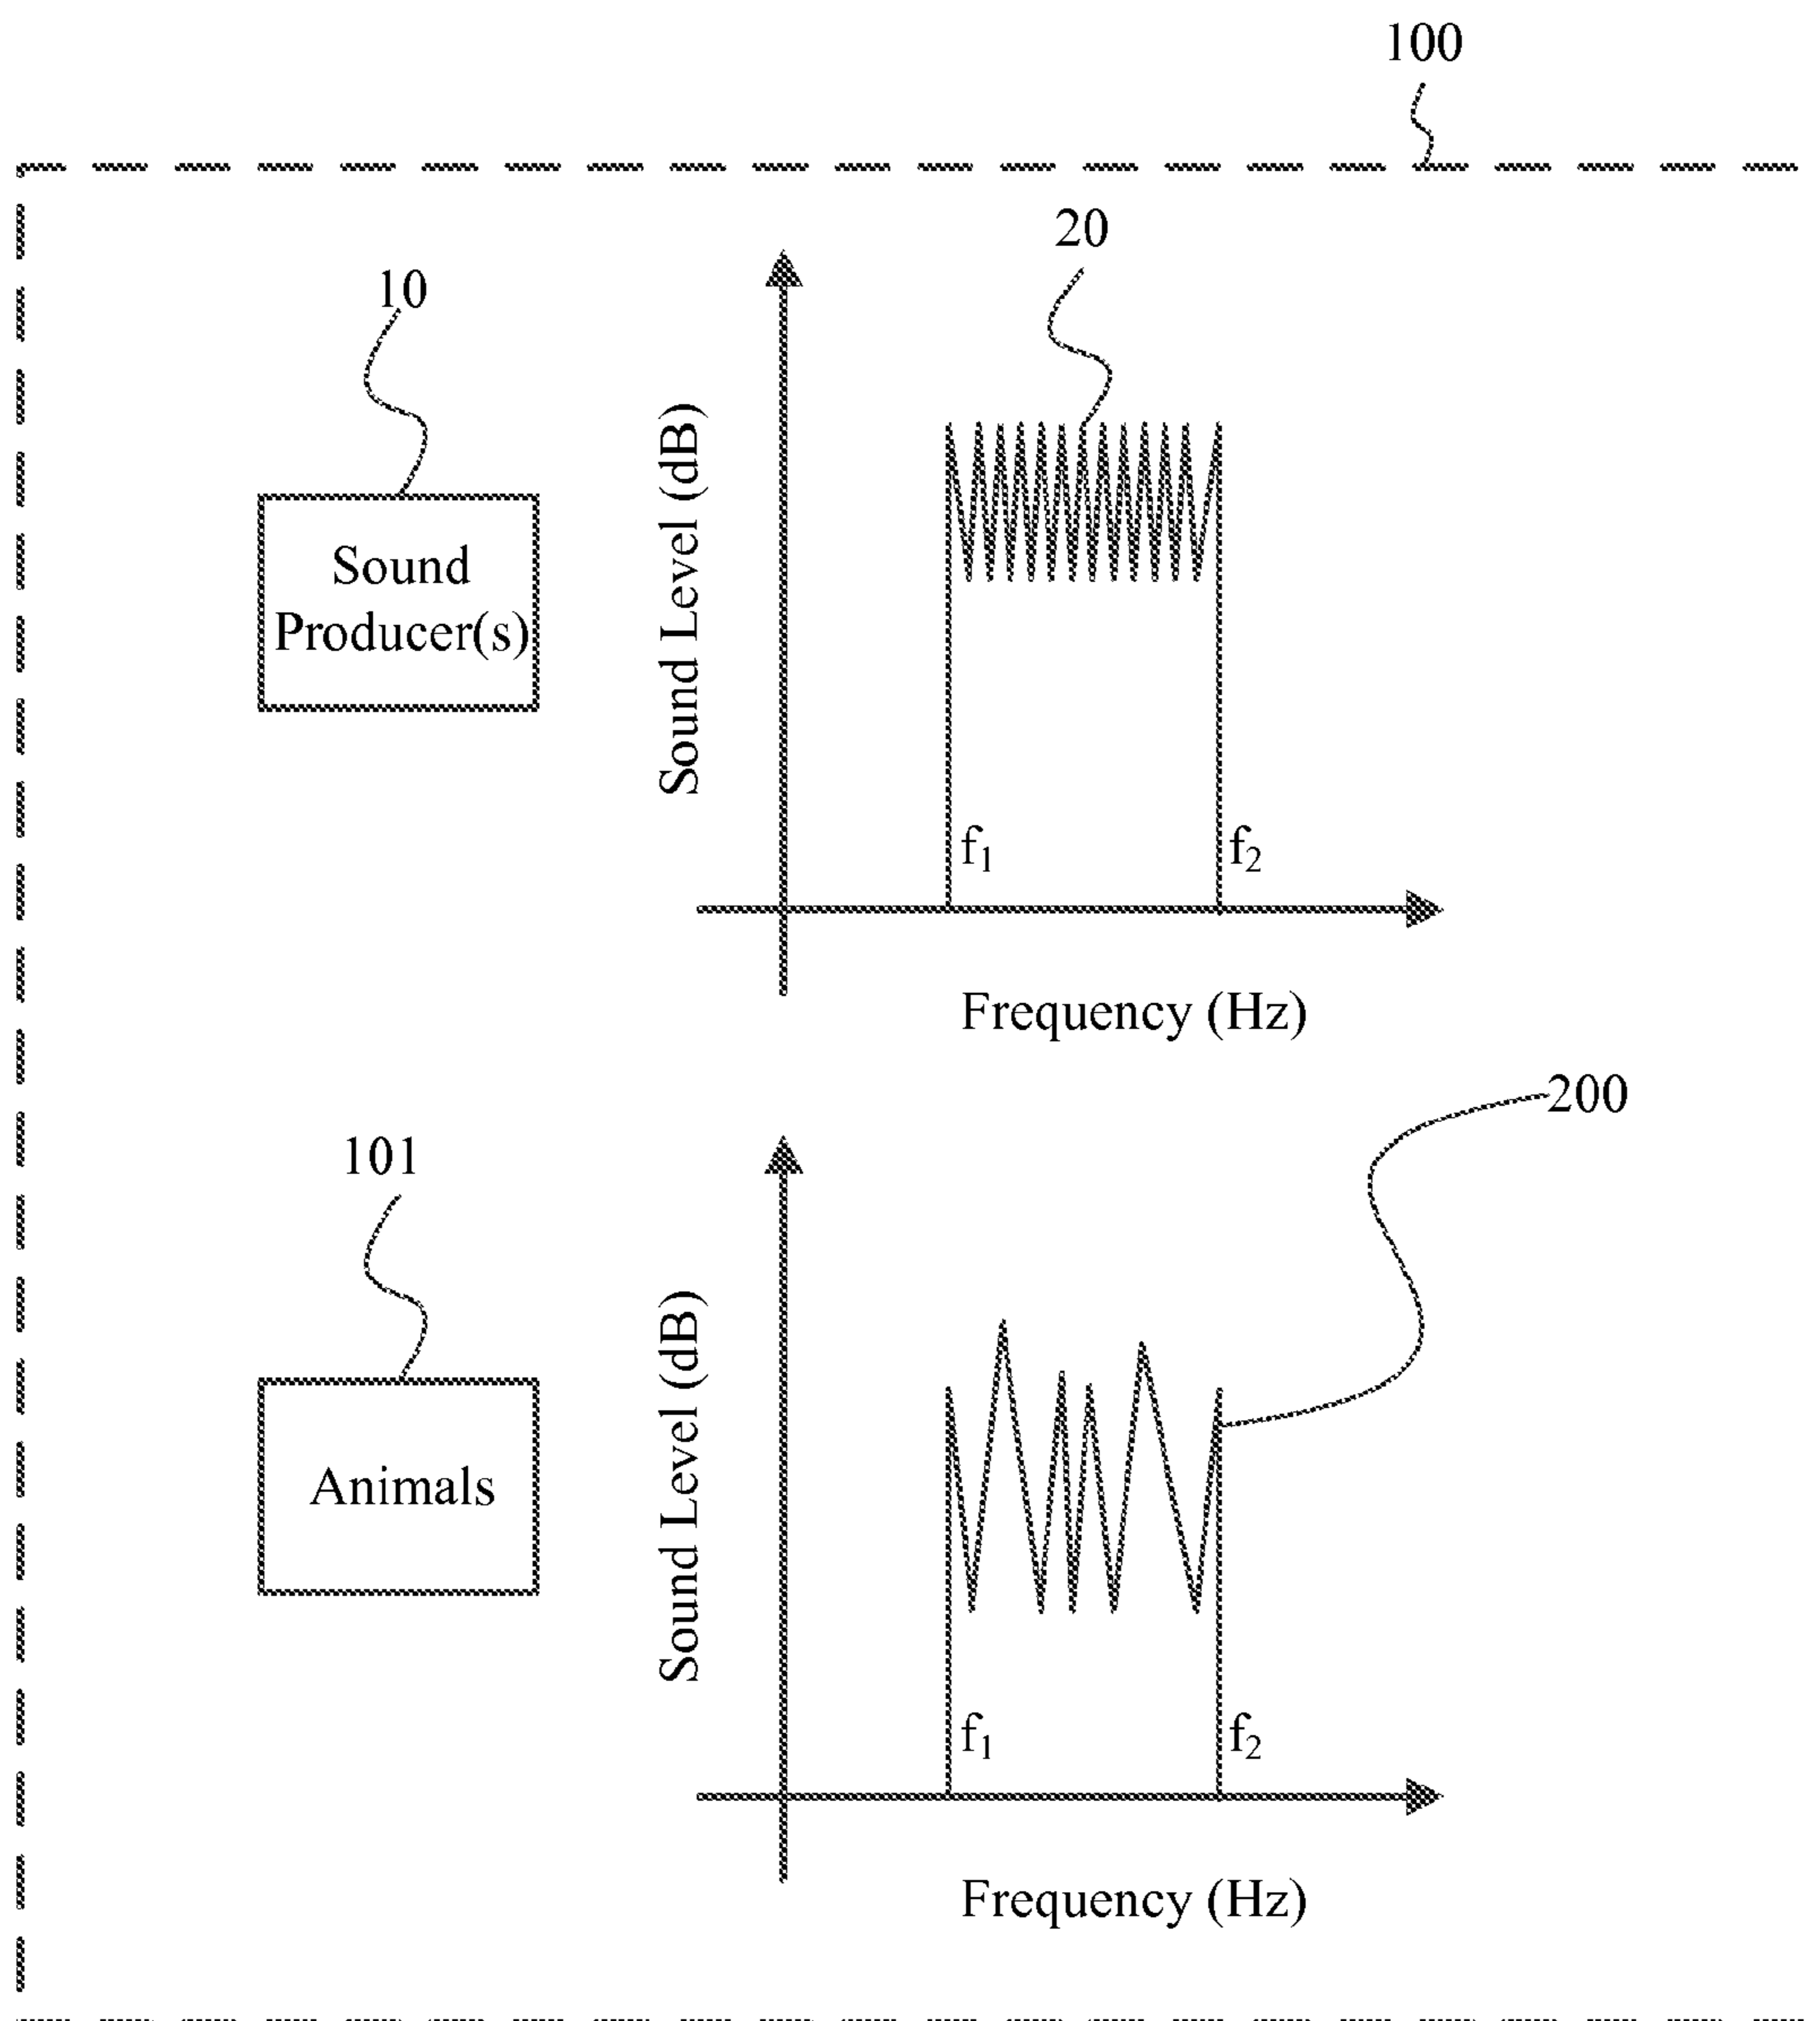 100
20
10
Sound Level (dB)
Sound
Producer(s)
f₁
f₂
Frequency (Hz)
200
101
Sound Level (dB)
Animals
f₁
f₂
Frequency (Hz)